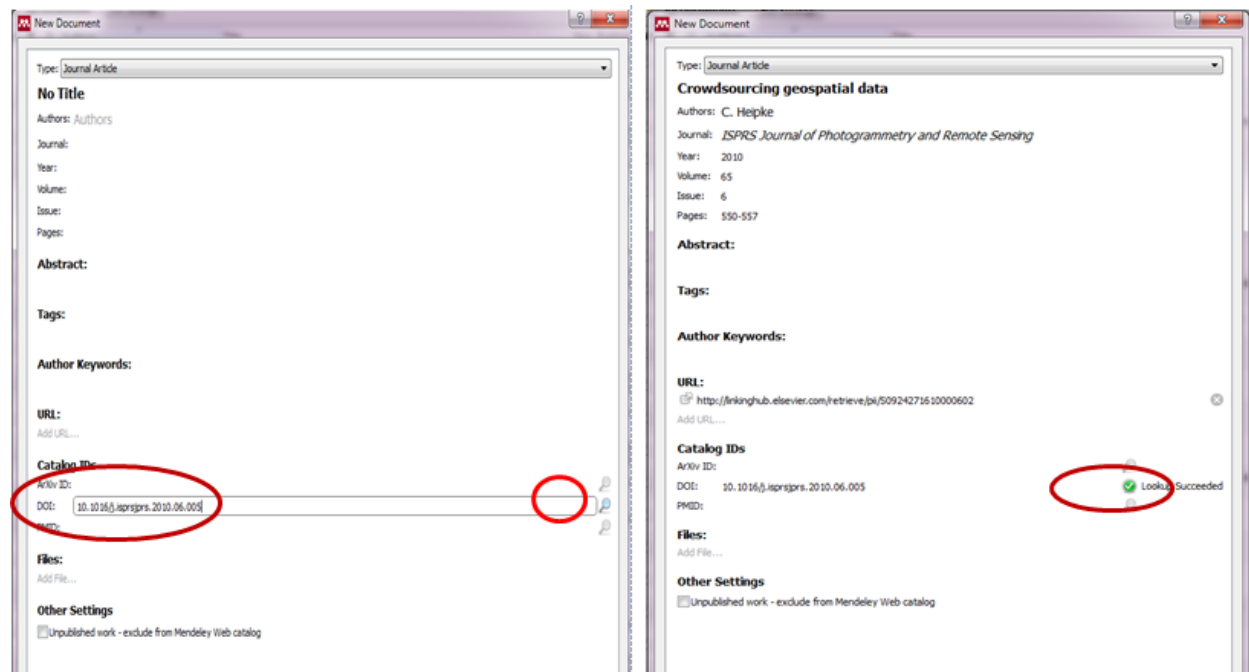 New Document
Type: Journal Article
No Title
Authors: Authors
Journal:
Year:
Volume:
Issue:
Pages:
Abstract:
Tags:
Author Keywords:
URL:
Add URL...
Catalog IDs
ArXiv ID:
DOI: 10.1016/j.isprsjprs.2010.06.005
PMID:
Files:
Add File...
Other Settings
Unpublished work - exclude from Mendeley Web catalog
New Document
Type: Journal Article
Crowdsourcing geospatial data
Authors: C. Heipke
Journal: ISPRS Journal of Photogrammetry and Remote Sensing
Year: 2010
Volume: 65
Issue: 6
Pages: 550-557
Abstract:
Tags:
Author Keywords:
URL:
http://linkinghub.elsevier.com/retrieve/pii/S0924271610000602
Add URL...
Catalog IDs
ArXiv ID:
DOI: 10.1016/j.isprsjprs.2010.06.005 Lookup Succeeded
PMID:
Files:
Add File...
Other Settings
Unpublished work - exclude from Mendeley Web catalog